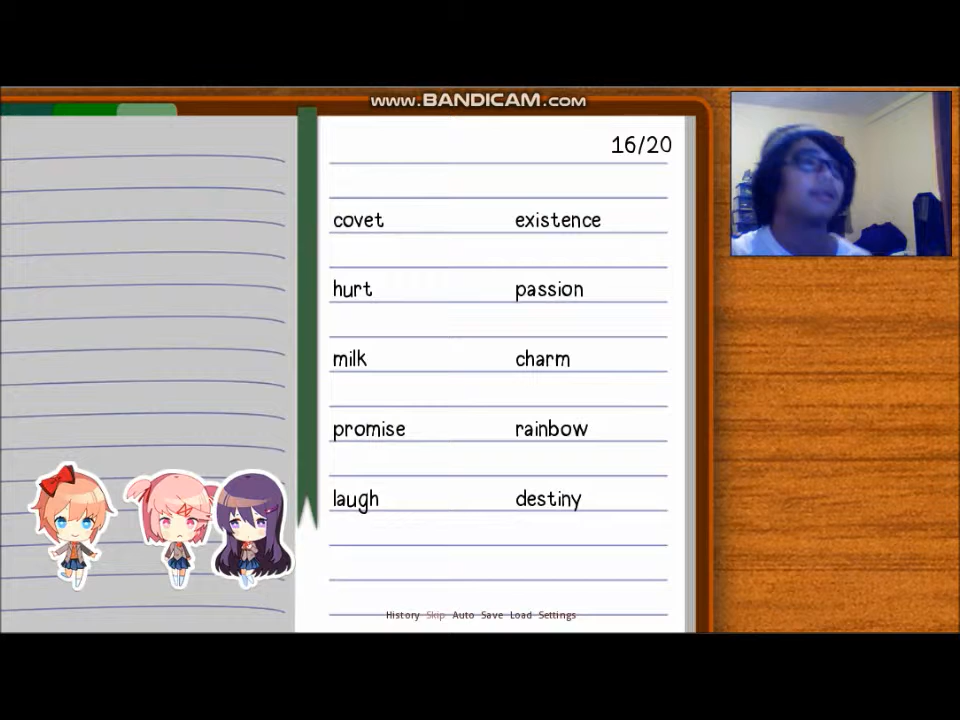 www.BANDICAM.com
16/20
covet existence
hurt passion
milk charm
promise rainbow
laugh destiny
History Skip Auto Save Load Settings